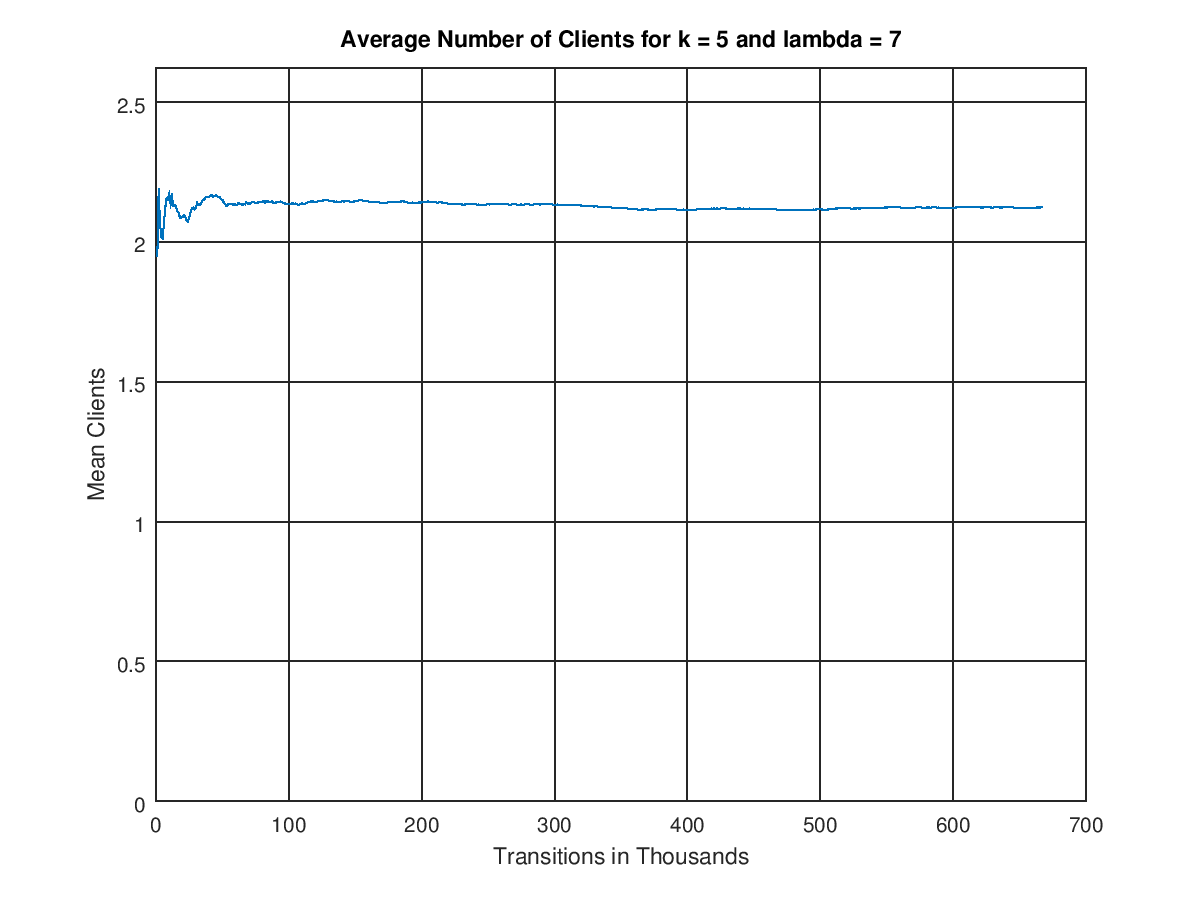 Average Number of Clients for k = 5 and lambda = 7
2.5
2
1.5
1
0.5
0
Mean Clients
0 100 200 300 400 500 600 700
Transitions in Thousands